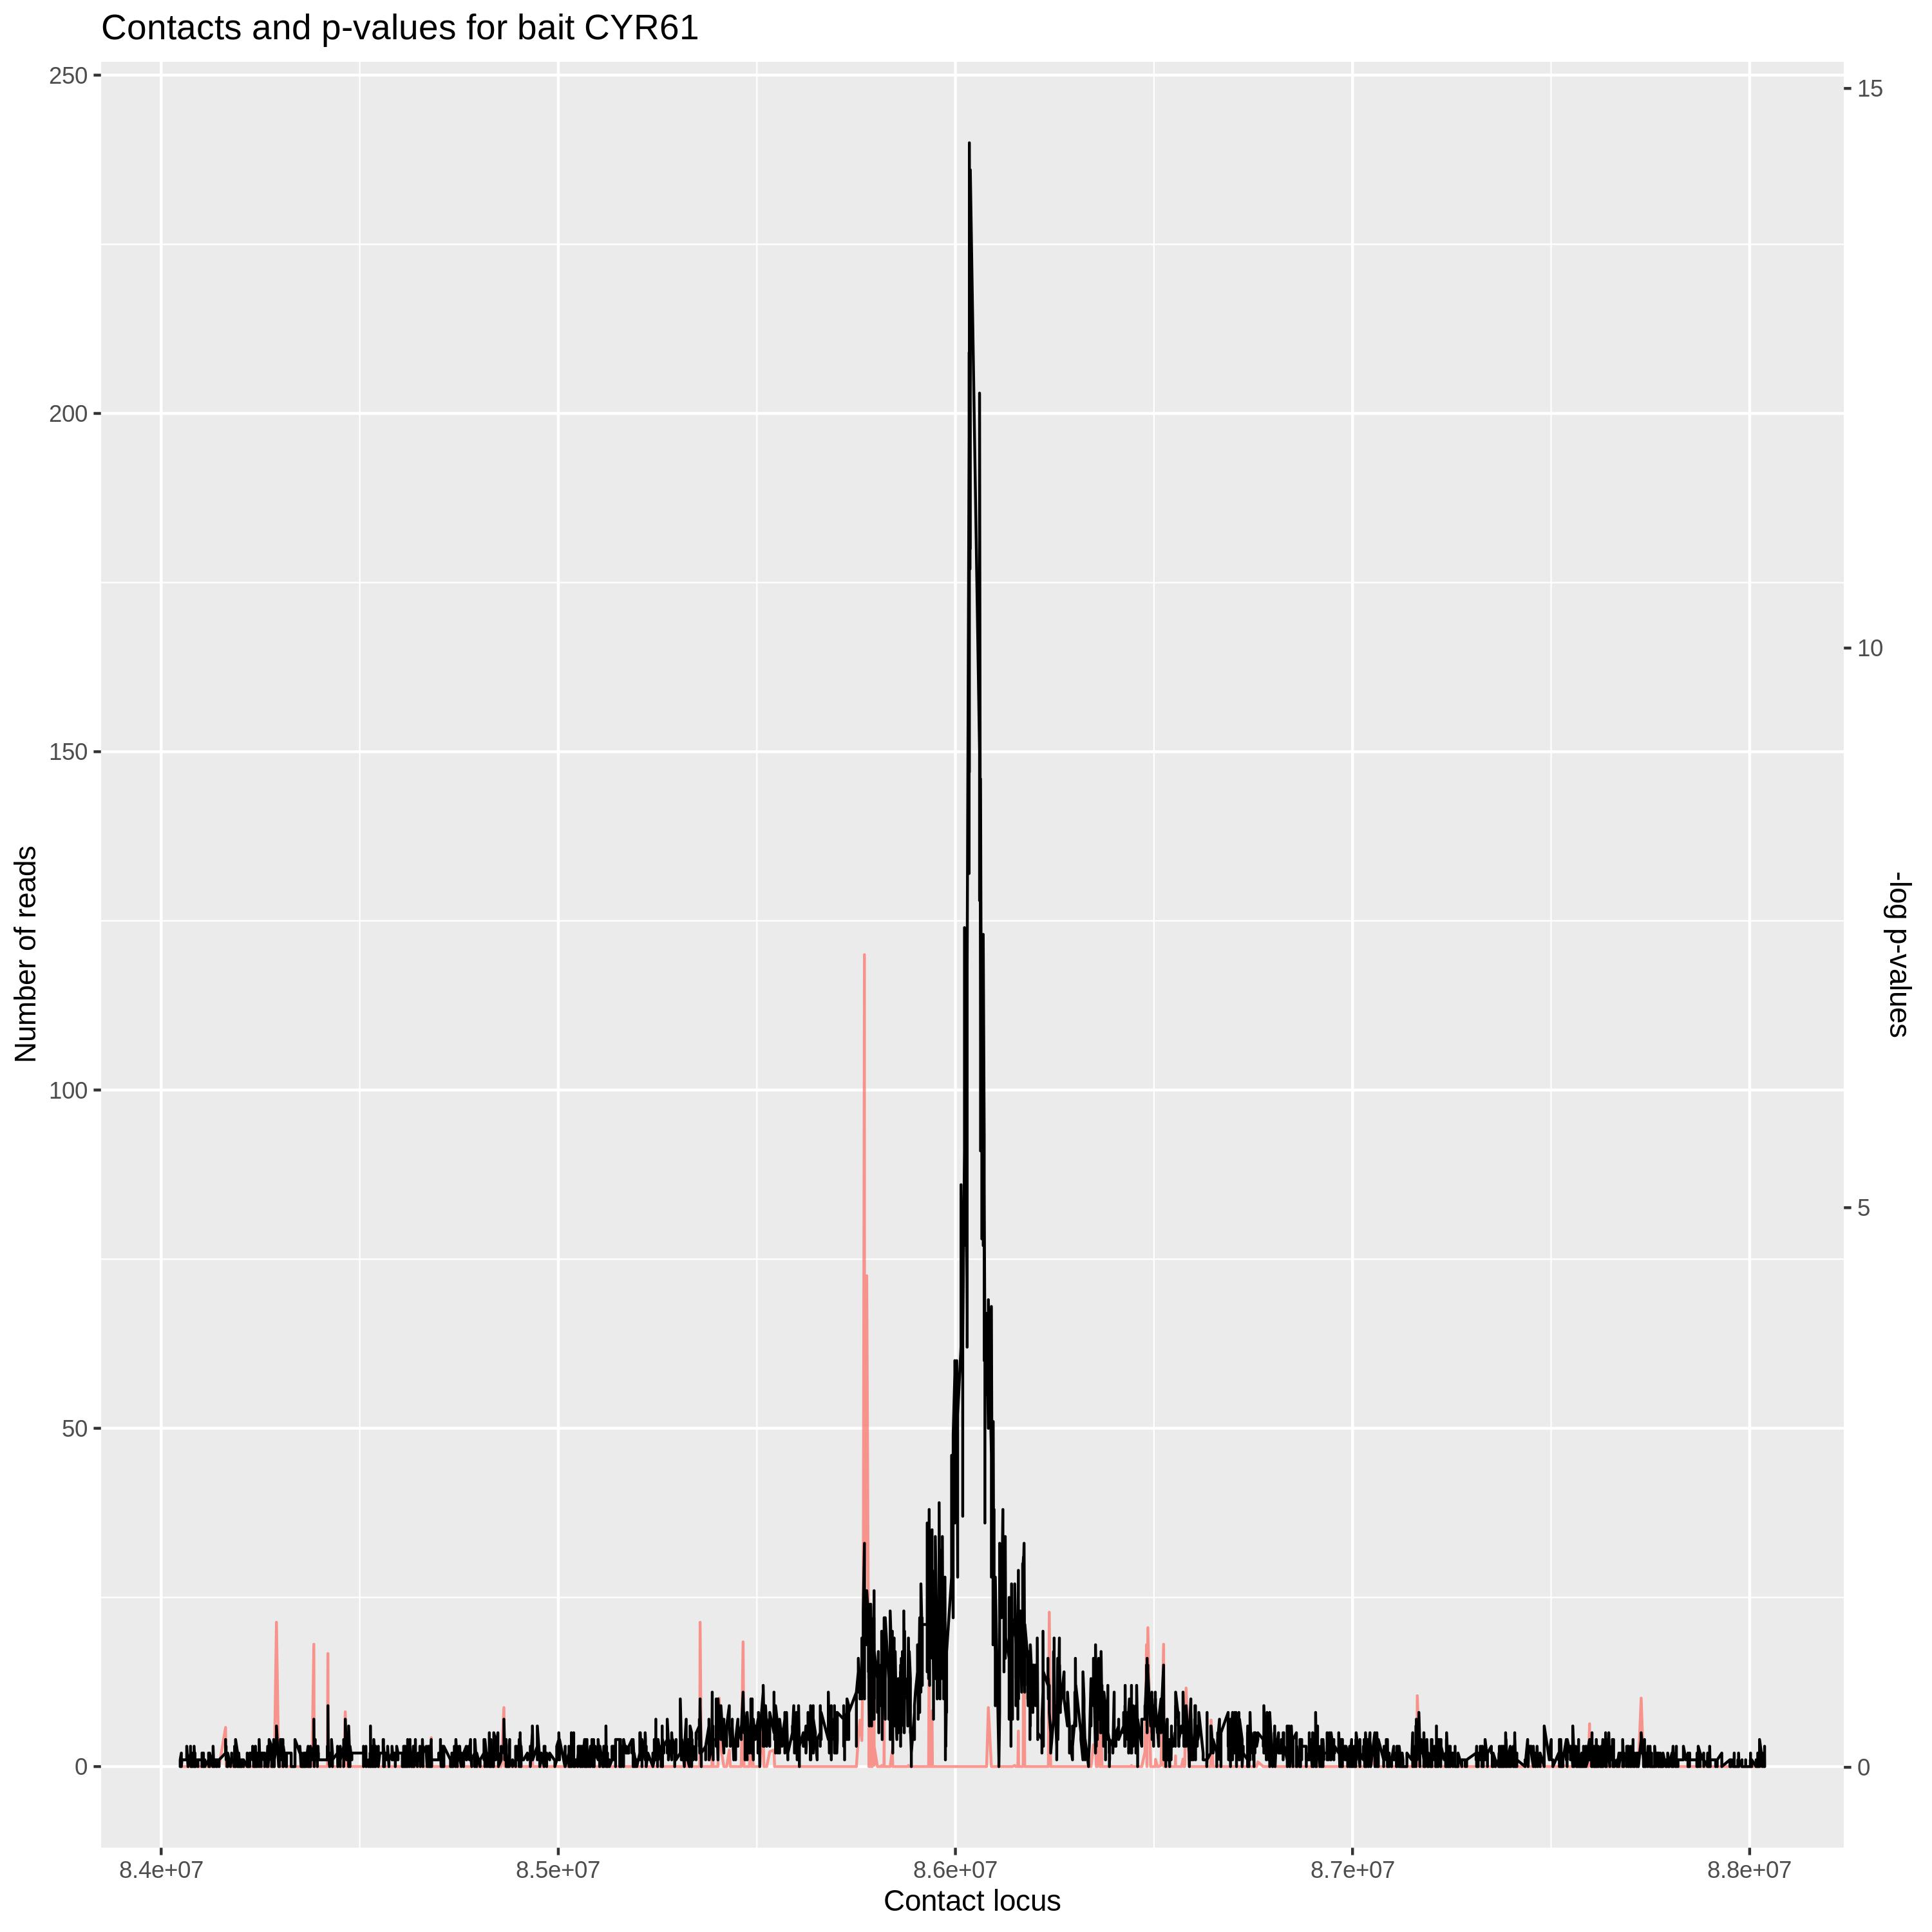 Contacts and p-values for bait CYR61
250
200
150
100
50
0
Number of reads
15
10
5
0
-log p-values
8.4e+07 8.5e+07 8.6e+07 8.7e+07 8.8e+07
Contact locus